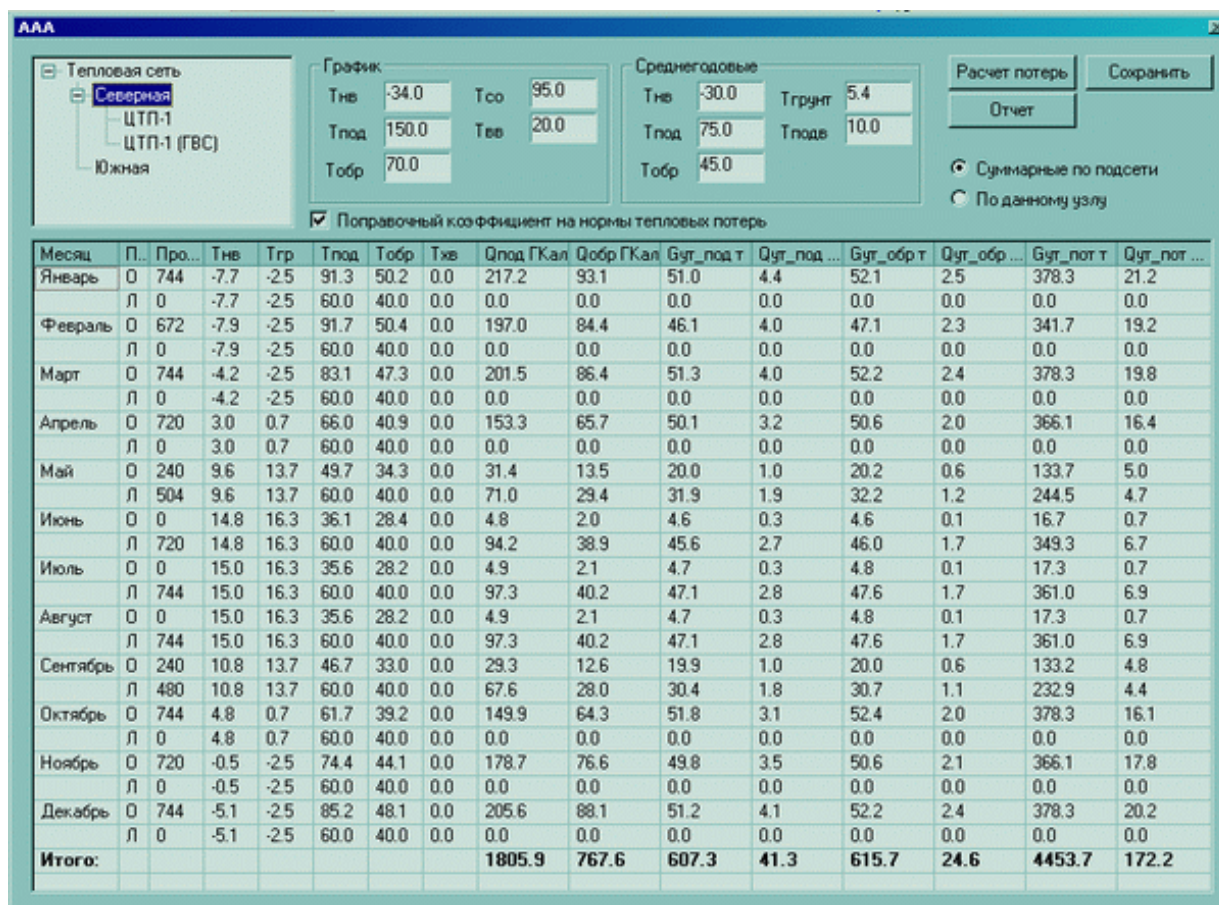 AAA
Тепловая сеть
Северная
ЦТП-1
ЦТП-1 (ГВС)
Южная
График
Тнв -34.0 Тсо 95.0
Тпод 150.0 Твв 20.0
Тобр 70.0
Среднегодовые
Тнв -30.0 Тгрунт 5.4
Тпод 75.0 Тподв 10.0
Тобр 45.0
Расчет потерь Сохранить
Отчет
Суммарные по подсети
По данному узлу
Поправочный коэффициент на нормы тепловых потерь
Месяц П.. Про... Тнв Тгр Тпод Тобр Тхв Qпод ГКал Qобр ГКал Gут_под т Qут_под ... Gут_обр т Qут_обр ... Gут_пот т Qут_пот ...
Январь О 744 -7.7 -2.5 91.3 50.2 0.0 217.2 93.1 51.0 4.4 52.1 2.5 378.3 21.2
Л 0 -7.7 -2.5 60.0 40.0 0.0 0.0 0.0 0.0 0.0 0.0 0.0 0.0 0.0
Февраль О 672 -7.9 -2.5 91.7 50.4 0.0 197.0 84.4 46.1 4.0 47.1 2.3 341.7 19.2
Л 0 -7.9 -2.5 60.0 40.0 0.0 0.0 0.0 0.0 0.0 0.0 0.0 0.0 0.0
Март О 744 -4.2 -2.5 83.1 47.3 0.0 201.5 86.4 51.3 4.0 52.2 2.4 378.3 19.8
Л 0 -4.2 -2.5 60.0 40.0 0.0 0.0 0.0 0.0 0.0 0.0 0.0 0.0 0.0
Апрель О 720 3.0 0.7 66.0 40.9 0.0 153.3 65.7 50.1 3.2 50.6 2.0 366.1 16.4
Л 0 3.0 0.7 60.0 40.0 0.0 0.0 0.0 0.0 0.0 0.0 0.0 0.0 0.0
Май О 240 9.6 13.7 49.7 34.3 0.0 31.4 13.5 20.0 1.0 20.2 0.6 133.7 5.0
Л 504 9.6 13.7 60.0 40.0 0.0 71.0 29.4 31.9 1.9 32.2 1.2 244.5 4.7
Июнь О 0 14.8 16.3 36.1 28.4 0.0 4.8 2.0 4.6 0.3 4.6 0.1 16.7 0.7
Л 720 14.8 16.3 60.0 40.0 0.0 94.2 38.9 45.6 2.7 46.0 1.7 349.3 6.7
Июль О 0 15.0 16.3 35.6 28.2 0.0 4.9 2.1 4.7 0.3 4.8 0.1 17.3 0.7
Л 744 15.0 16.3 60.0 40.0 0.0 97.3 40.2 47.1 2.8 47.6 1.7 361.0 6.9
Август О 0 15.0 16.3 35.6 28.2 0.0 4.9 2.1 4.7 0.3 4.8 0.1 17.3 0.7
Л 744 15.0 16.3 60.0 40.0 0.0 97.3 40.2 47.1 2.8 47.6 1.7 361.0 6.9
Сентябрь О 240 10.8 13.7 46.7 33.0 0.0 29.3 12.6 19.9 1.0 20.0 0.6 133.2 4.8
Л 480 10.8 13.7 60.0 40.0 0.0 67.6 28.0 30.4 1.8 30.7 1.1 232.9 4.4
Октябрь О 744 4.8 0.7 61.7 39.2 0.0 149.9 64.3 51.8 3.1 52.4 2.0 378.3 16.1
Л 0 4.8 0.7 60.0 40.0 0.0 0.0 0.0 0.0 0.0 0.0 0.0 0.0 0.0
Ноябрь О 720 -0.5 -2.5 74.4 44.1 0.0 178.7 76.6 49.8 3.5 50.6 2.1 366.1 17.8
Л 0 -0.5 -2.5 60.0 40.0 0.0 0.0 0.0 0.0 0.0 0.0 0.0 0.0 0.0
Декабрь О 744 -5.1 -2.5 85.2 48.1 0.0 205.6 88.1 51.2 4.1 52.2 2.4 378.3 20.2
Л 0 -5.1 -2.5 60.0 40.0 0.0 0.0 0.0 0.0 0.0 0.0 0.0 0.0 0.0
Итого: 1805.9 767.6 607.3 41.3 615.7 24.6 4453.7 172.2